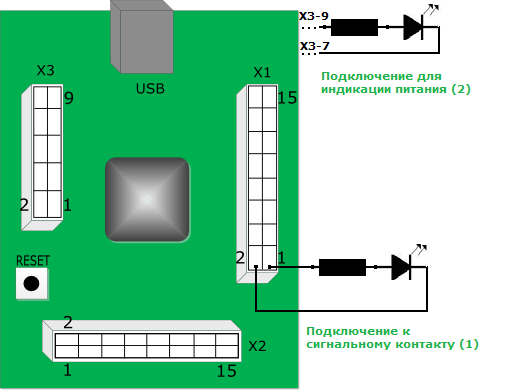 X3-9
X3-7
Подключение для
индикации питания (2)
USB
X3
9
2
1
X1
15
2
1
RESET
Подключение к
сигнальному контакту (1)
2
X2
1
15